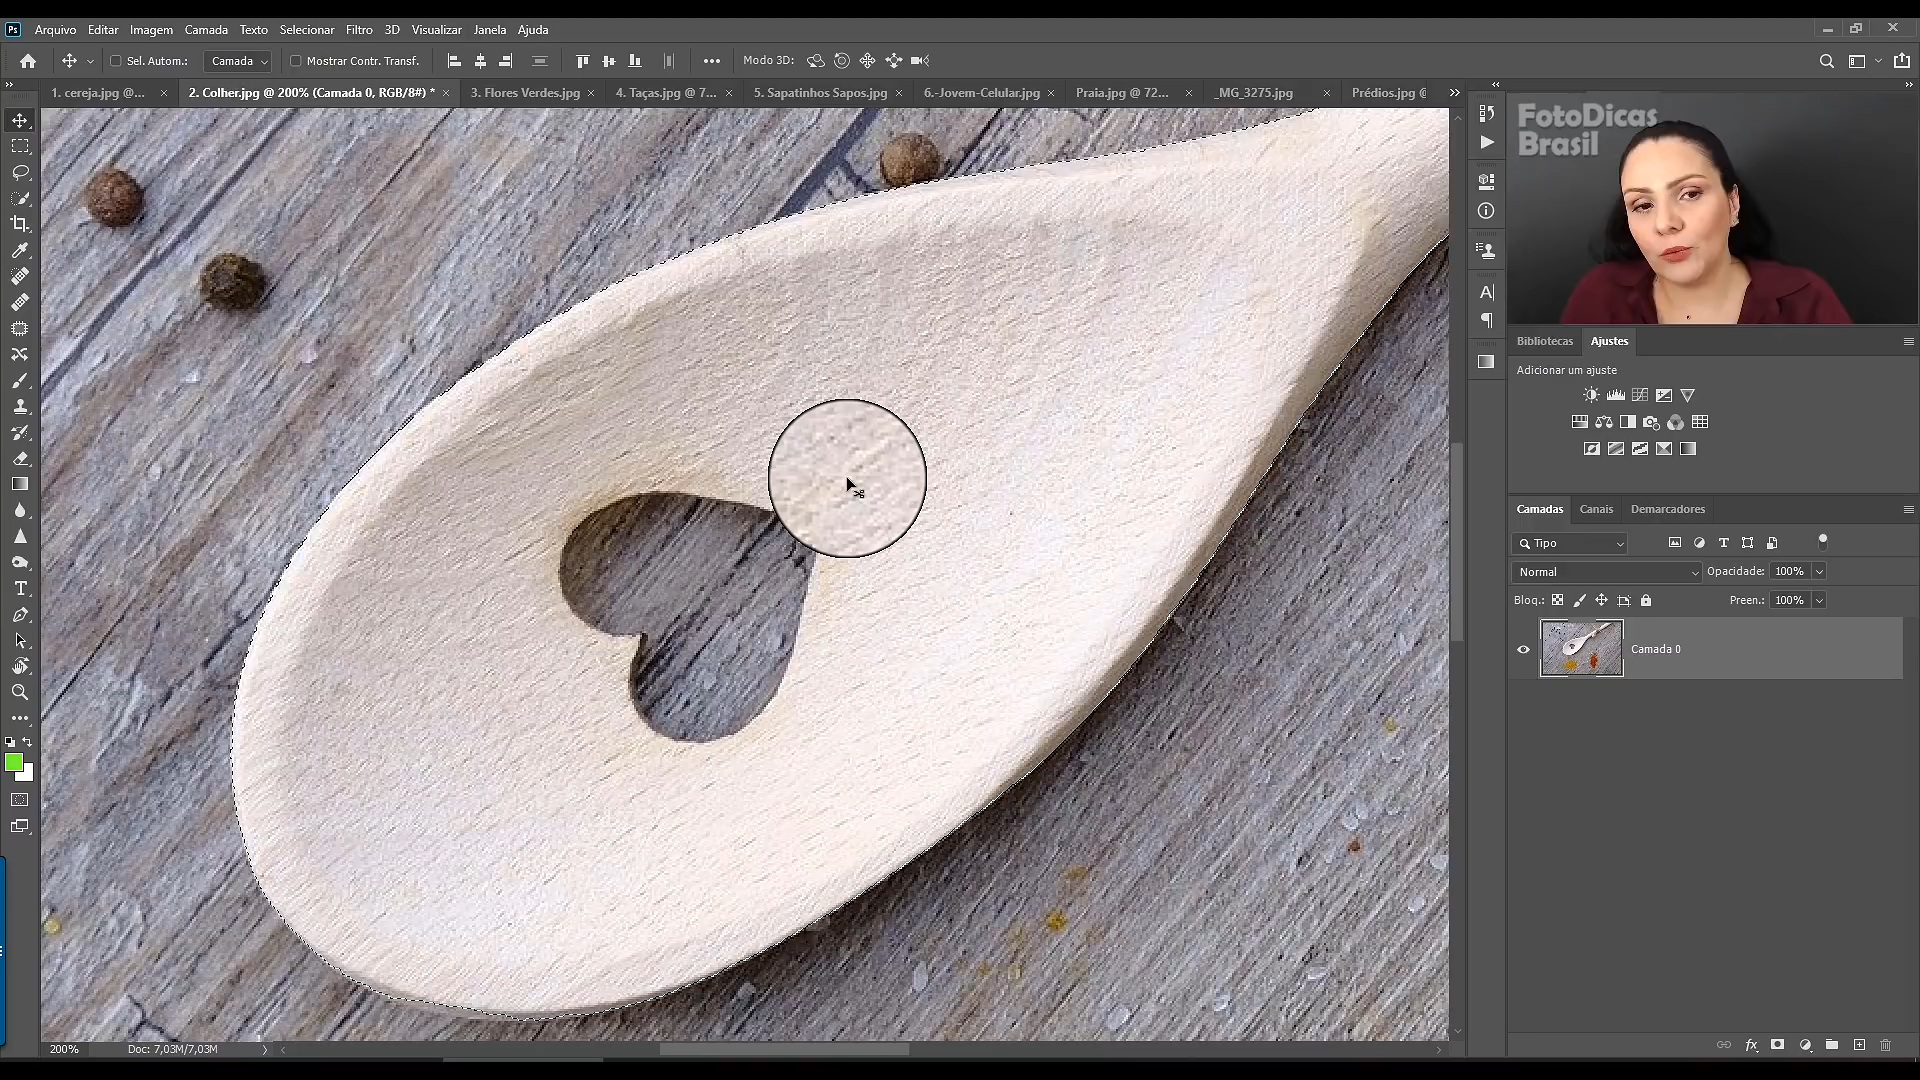 Ps Arquivo Editar Imagem Camada Texto Selecionar Filtro 3D Visualizar Janela Ajuda
Sel. Autom.: Camada Mostrar Contr. Transf. Modo 3D:
1. cereja.jpg @... 2. Colher.jpg @ 200% (Camada 0, RGB/8#) * 3. Flores Verdes.jpg 4. Taças.jpg @ 7... 5. Sapatinhos Sapos.jpg 6.-Jovem-Celular.jpg Praia.jpg @ 72... _MG_3275.jpg Prédios.jpg @
FotoDicas
Brasil
Bibliotecas Ajustes
Adicionar um ajuste
Camadas Canais Demarcadores
Tipo
Normal Opacidade: 100%
Bloq.: Preen.: 100%
Camada 0
200% Doc: 7,03M/7,03M